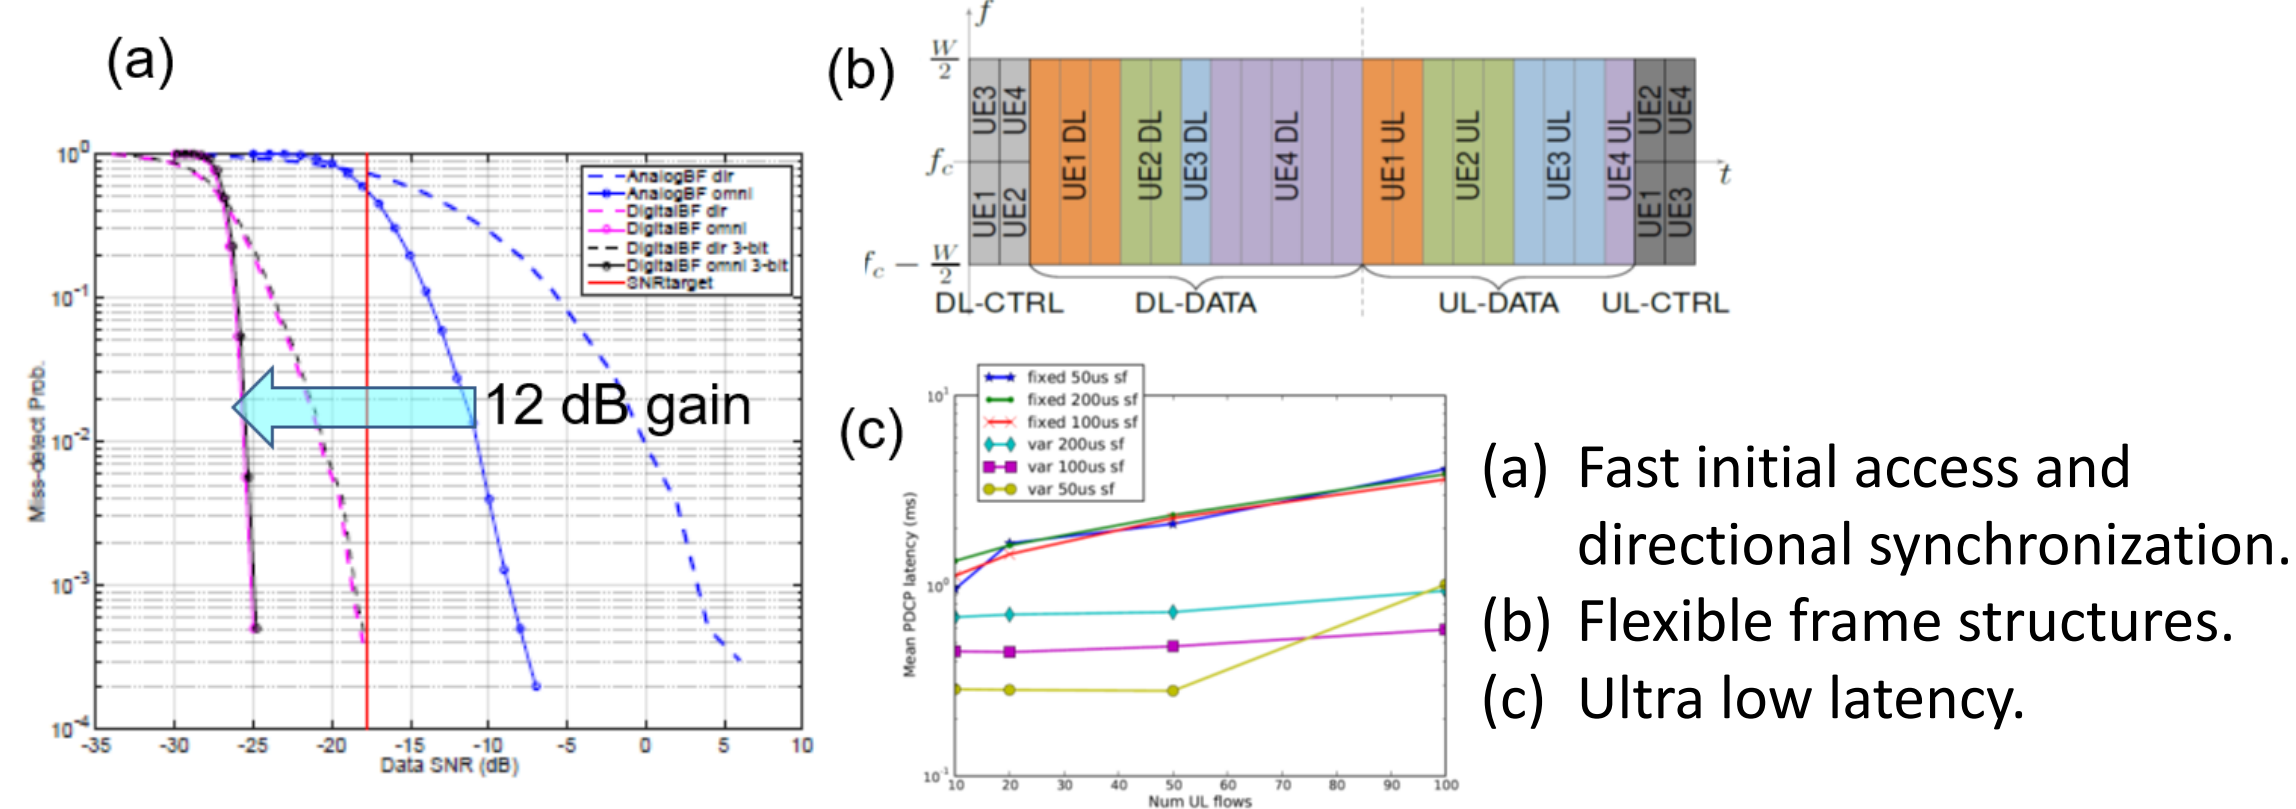 (a)
10^0
10^-1
10^-2
10^-3
10^-4
Miss-detect Prob.
AnalogBF dir
AnalogBF omni
DigitalBF dir
DigitalBF omni
DigitalBF dir 3-bit
DigitalBF omni 3-bit
SNRtarget
12 dB gain
-35 -30 -25 -20 -15 -10 -5 0 5 10
Data SNR (dB)
(b)
f
W/2
f_c
f_c − W/2
t
UE3 UE4
UE1 UE2
UE1 DL
UE2 DL
UE3 DL
UE4 DL
UE1 UL
UE2 UL
UE3 UL
UE4 UL
UE2 UE4
UE1 UE3
DL-CTRL DL-DATA UL-DATA UL-CTRL
(c)
fixed 50us sf
fixed 200us sf
fixed 100us sf
var 200us sf
var 100us sf
var 50us sf
10^1
10^0
10^-1
Mean PDCP latency (ms)
10 20 30 40 50 60 70 80 90 100
Num UL flows
(a) Fast initial access and
directional synchronization.
(b) Flexible frame structures.
(c) Ultra low latency.